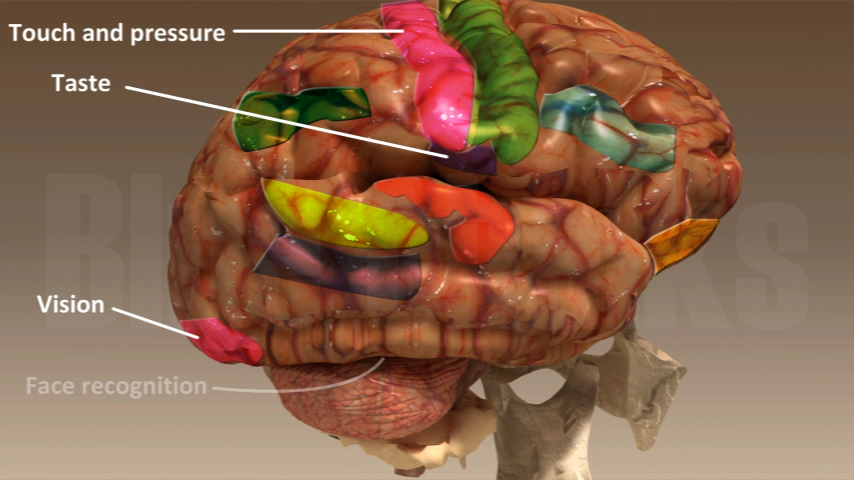 Touch and pressure
Taste
Vision
Face recognition